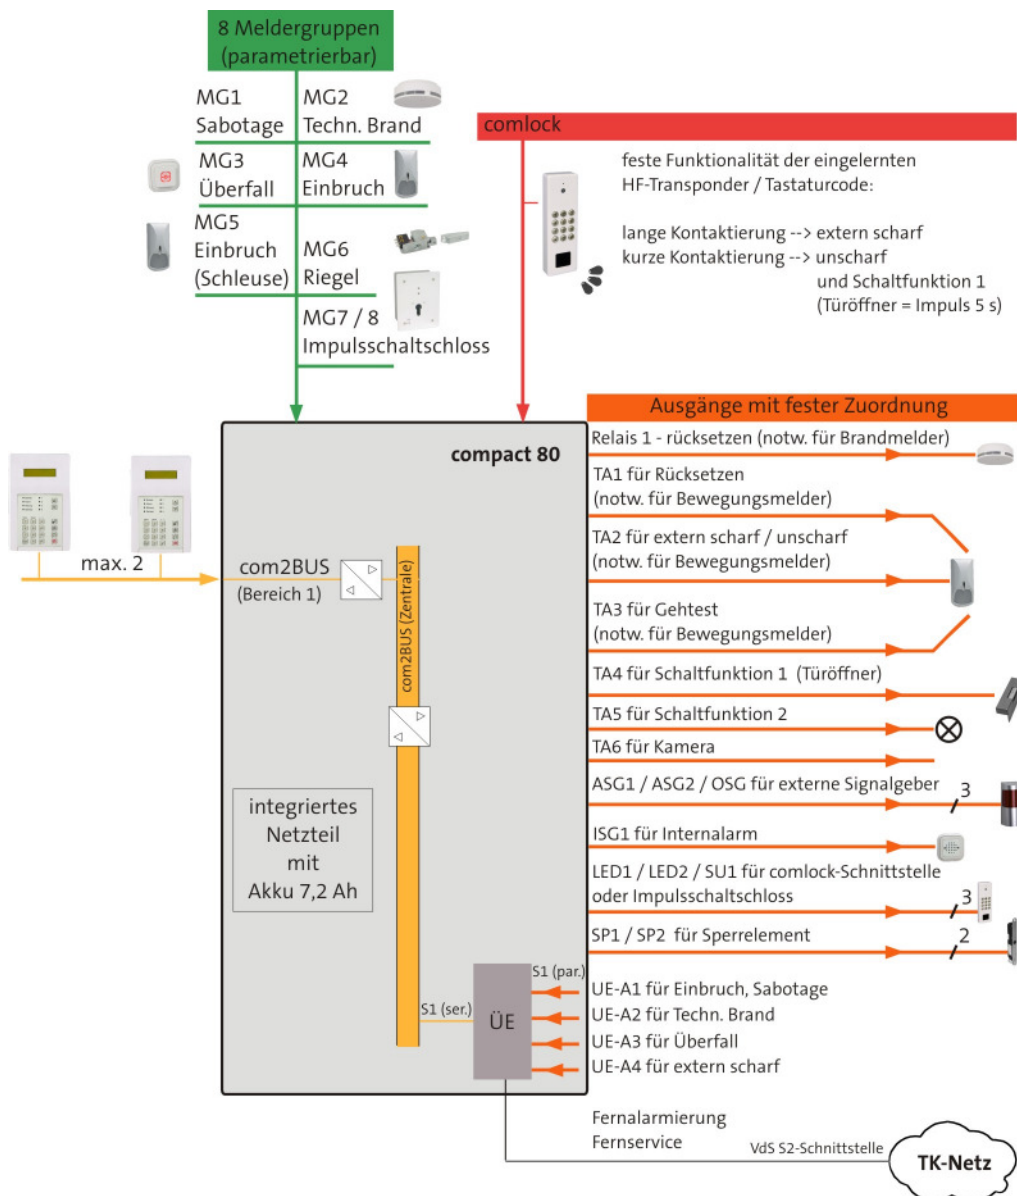 8 Meldergruppen
(parametrierbar)
MG1
Sabotage
MG2
Techn. Brand
MG3
Überfall
MG4
Einbruch
MG5
Einbruch
(Schleuse)
MG6
Riegel
MG7 / 8
Impulsschaltschloss
comlock
feste Funktionalität der eingelernten
HF-Transponder / Tastaturcode:
lange Kontaktierung --> extern scharf
kurze Kontaktierung --> unscharf
und Schaltfunktion 1
(Türöffner = Impuls 5 s)
max. 2
compact 80
com2BUS
(Bereich 1)
com2BUS (Zentrale)
integriertes
Netzteil
mit
Akku 7,2 Ah
S1 (ser.)
ÜE
S1 (par.)
Ausgänge mit fester Zuordnung
Relais 1 - rücksetzen (notw. für Brandmelder)
TA1 für Rücksetzen
(notw. für Bewegungsmelder)
TA2 für extern scharf / unscharf
(notw. für Bewegungsmelder)
TA3 für Gehtest
(notw. für Bewegungsmelder)
TA4 für Schaltfunktion 1 (Türöffner)
TA5 für Schaltfunktion 2
TA6 für Kamera
ASG1 / ASG2 / OSG für externe Signalgeber
3
ISG1 für Internalarm
LED1 / LED2 / SU1 für comlock-Schnittstelle
oder Impulsschaltschloss
3
SP1 / SP2 für Sperrelement
2
UE-A1 für Einbruch, Sabotage
UE-A2 für Techn. Brand
UE-A3 für Überfall
UE-A4 für extern scharf
Fernalarmierung
Fernservice
VdS S2-Schnittstelle
TK-Netz